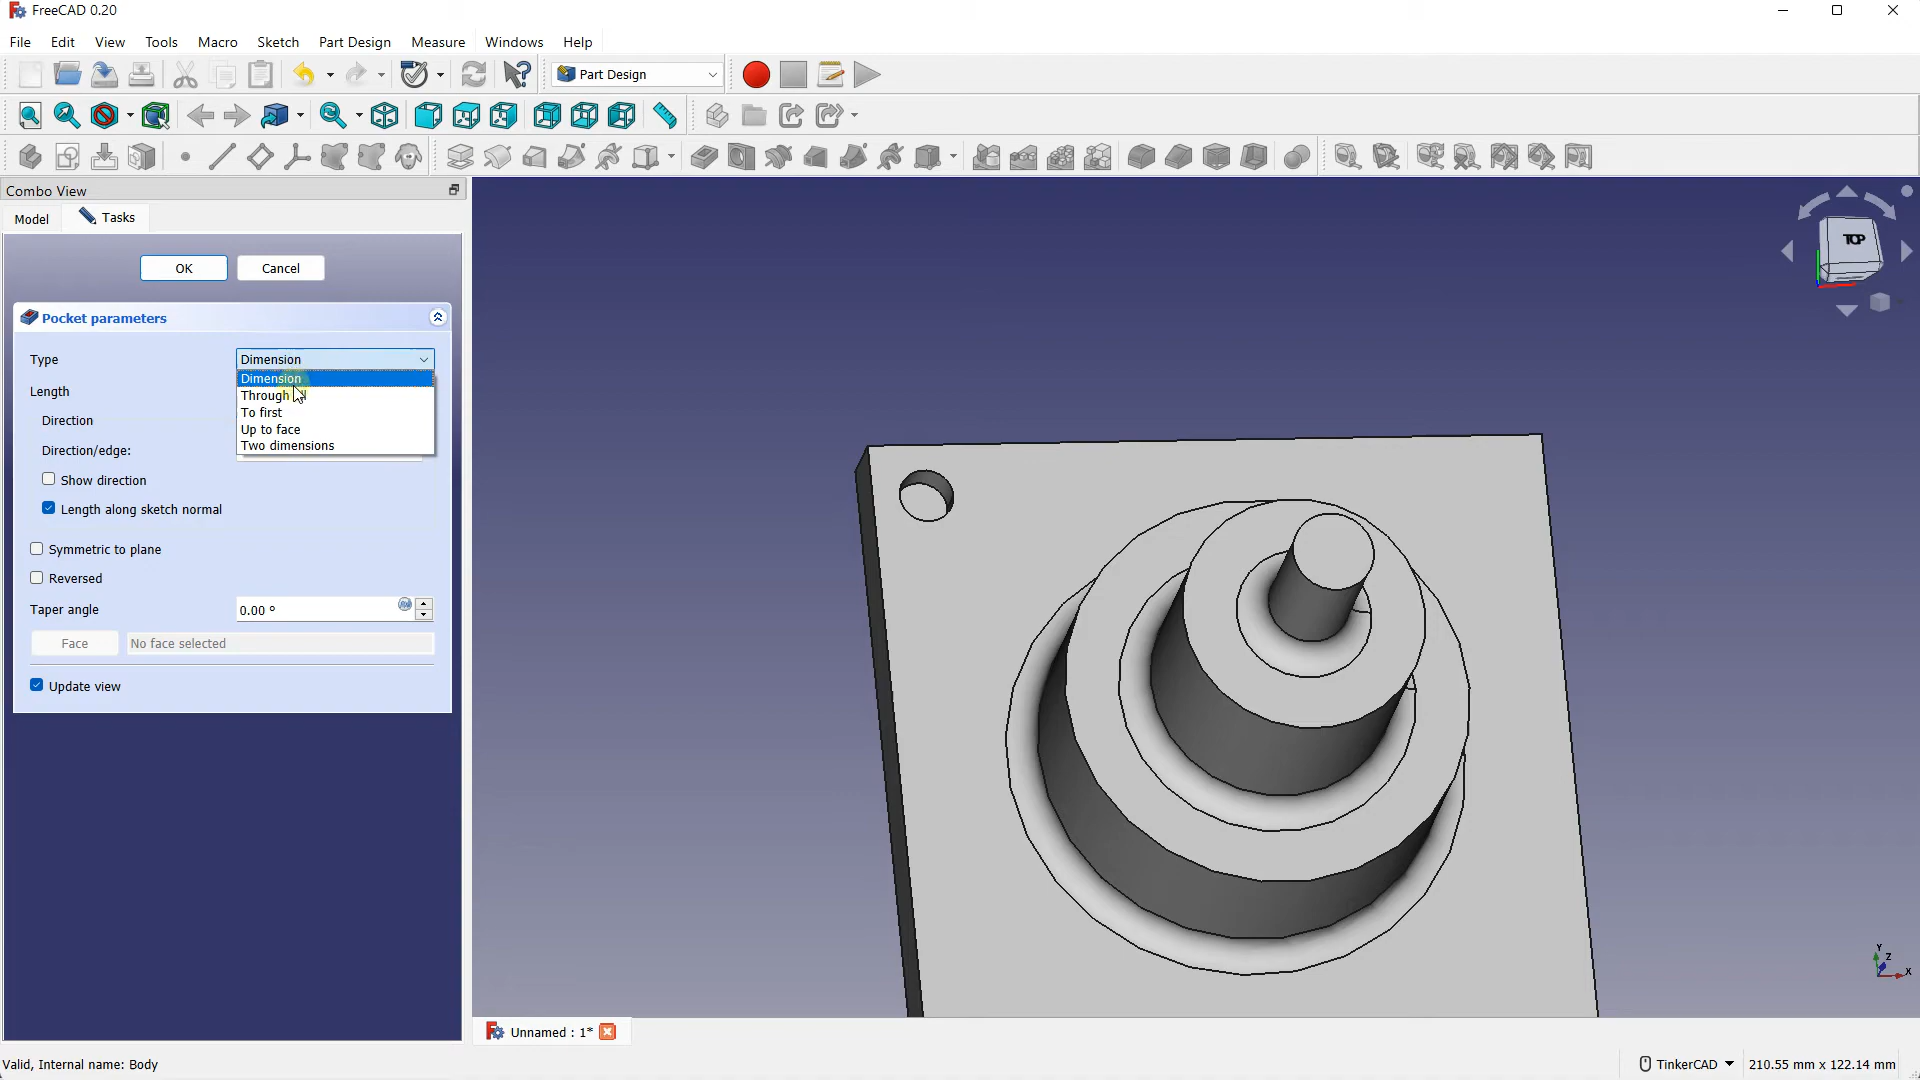 FreeCAD 0.20
File Edit View Tools Macro Sketch Part Design Measure Windows Help
Part Design
Combo View
Model Tasks
OK Cancel
Pocket parameters
Type Dimension
Dimension
Length
Through
To first
Direction
Up to face
Direction/edge:
Two dimensions
Show direction
Length along sketch normal
Symmetric to plane
Reversed
Taper angle 0.00 °
Face No face selected
Update view
TOP
Y
Z
X
Unnamed : 1*
Valid, Internal name: Body
TinkerCAD 210.55 mm x 122.14 mm